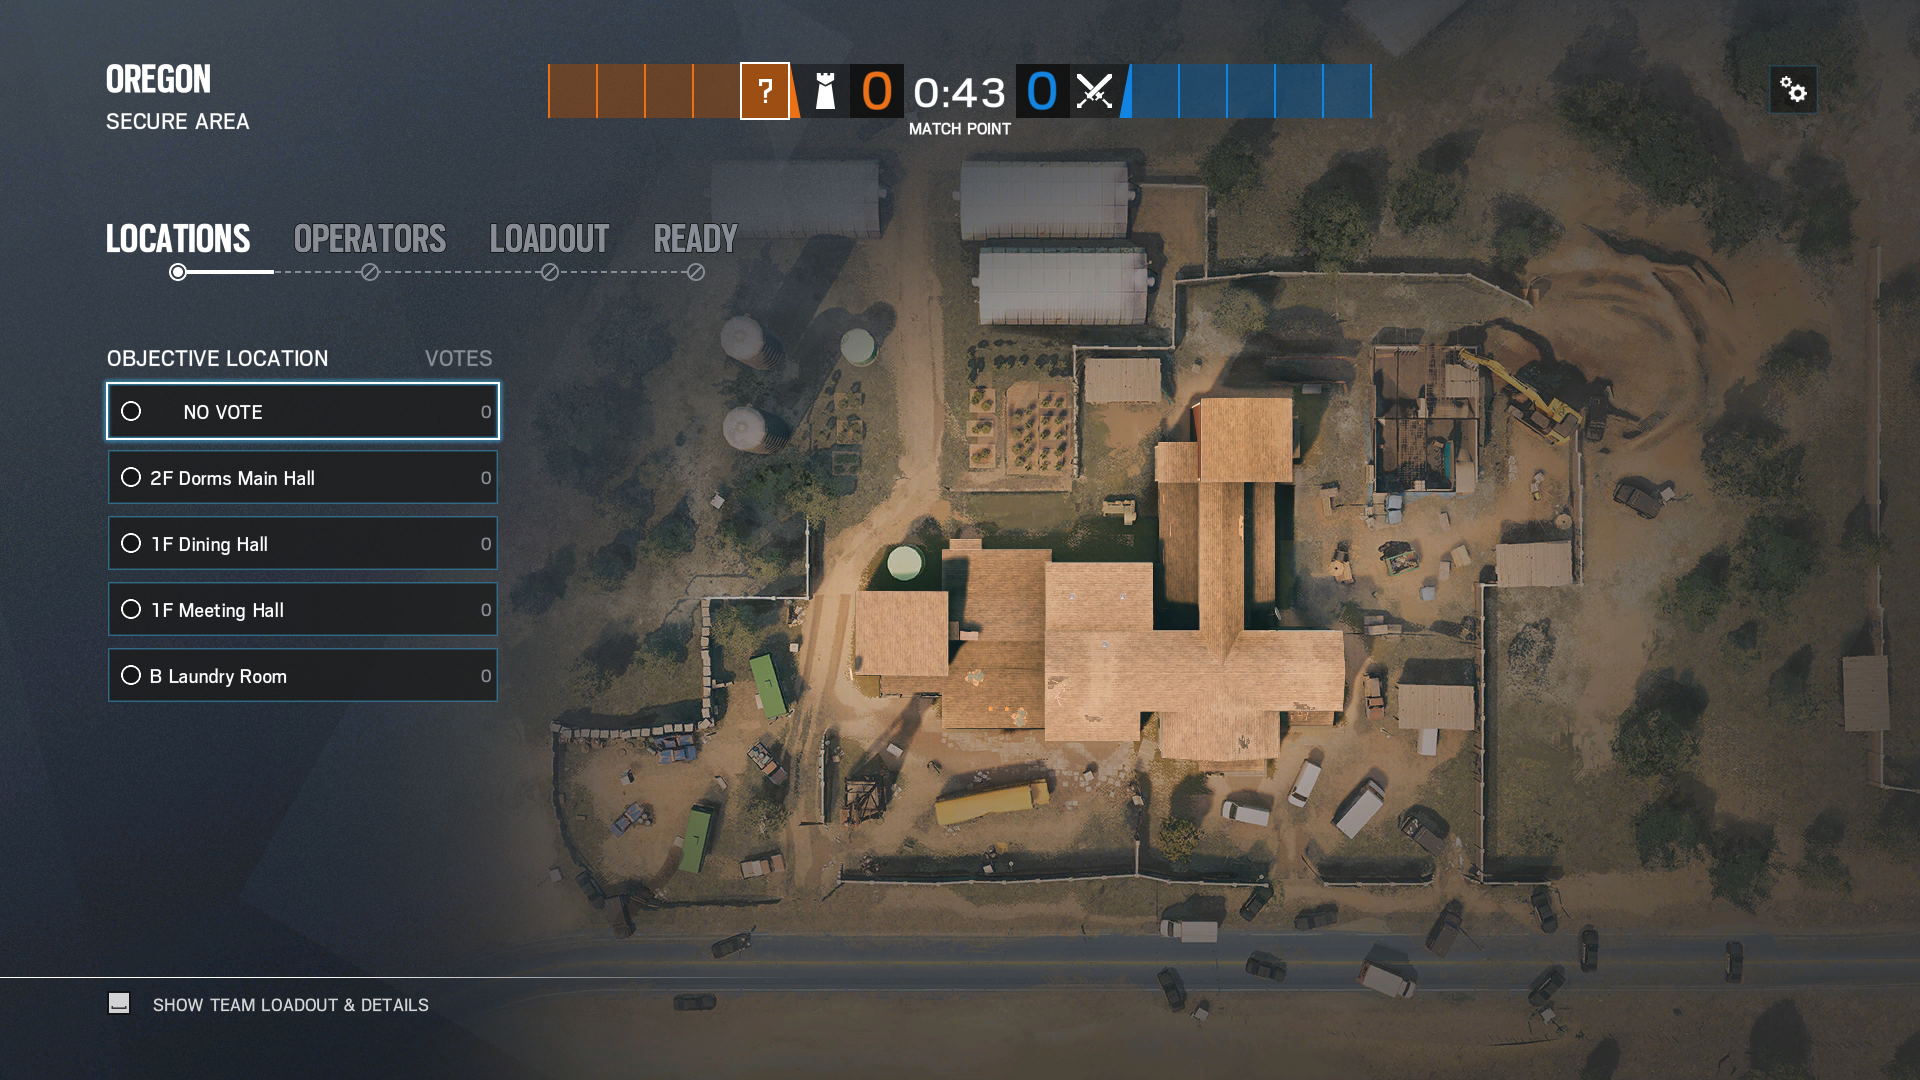 OREGON
SECURE AREA
?
0
0:43
0
MATCH POINT
LOCATIONS
OPERATORS
LOADOUT
READY
OBJECTIVE LOCATION
VOTES
NO VOTE
0
2F Dorms Main Hall
0
1F Dining Hall
0
1F Meeting Hall
0
B Laundry Room
0
SHOW TEAM LOADOUT & DETAILS